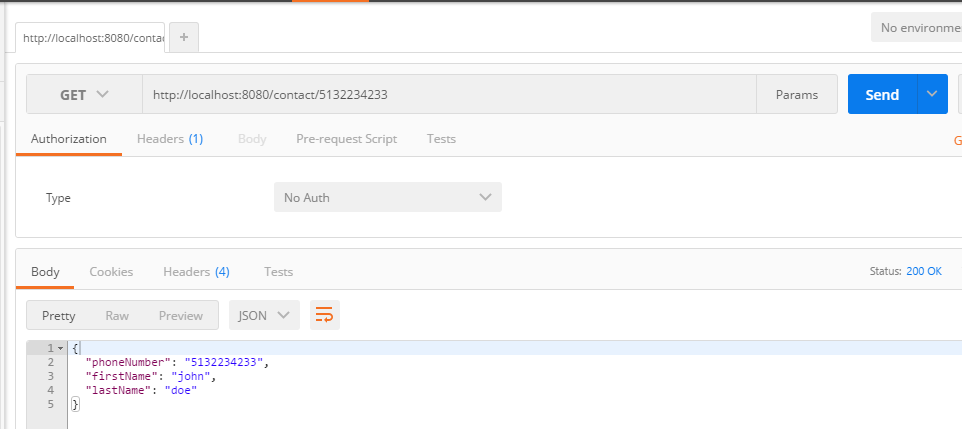 http://localhost:8080/contac +
No environme
GET http://localhost:8080/contact/5132234233 Params Send
Authorization Headers (1) Body Pre-request Script Tests G
Type No Auth
Body Cookies Headers (4) Tests Status: 200 OK
Pretty Raw Preview JSON
1 {
2 "phoneNumber": "5132234233",
3 "firstName": "john",
4 "lastName": "doe"
5 }